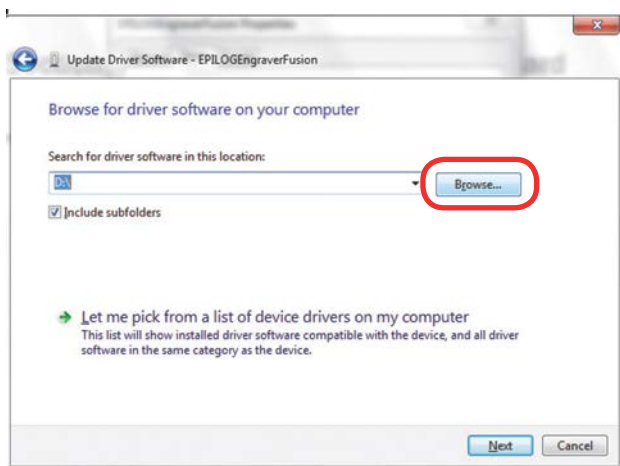 EPILOGEngraverFusion Properties
Update Driver Software - EPILOGEngraverFusion
Browse for driver software on your computer
Search for driver software in this location:
D:\
Browse...
Include subfolders
Let me pick from a list of device drivers on my computer
This list will show installed driver software compatible with the device, and all driver
software in the same category as the device.
Next
Cancel